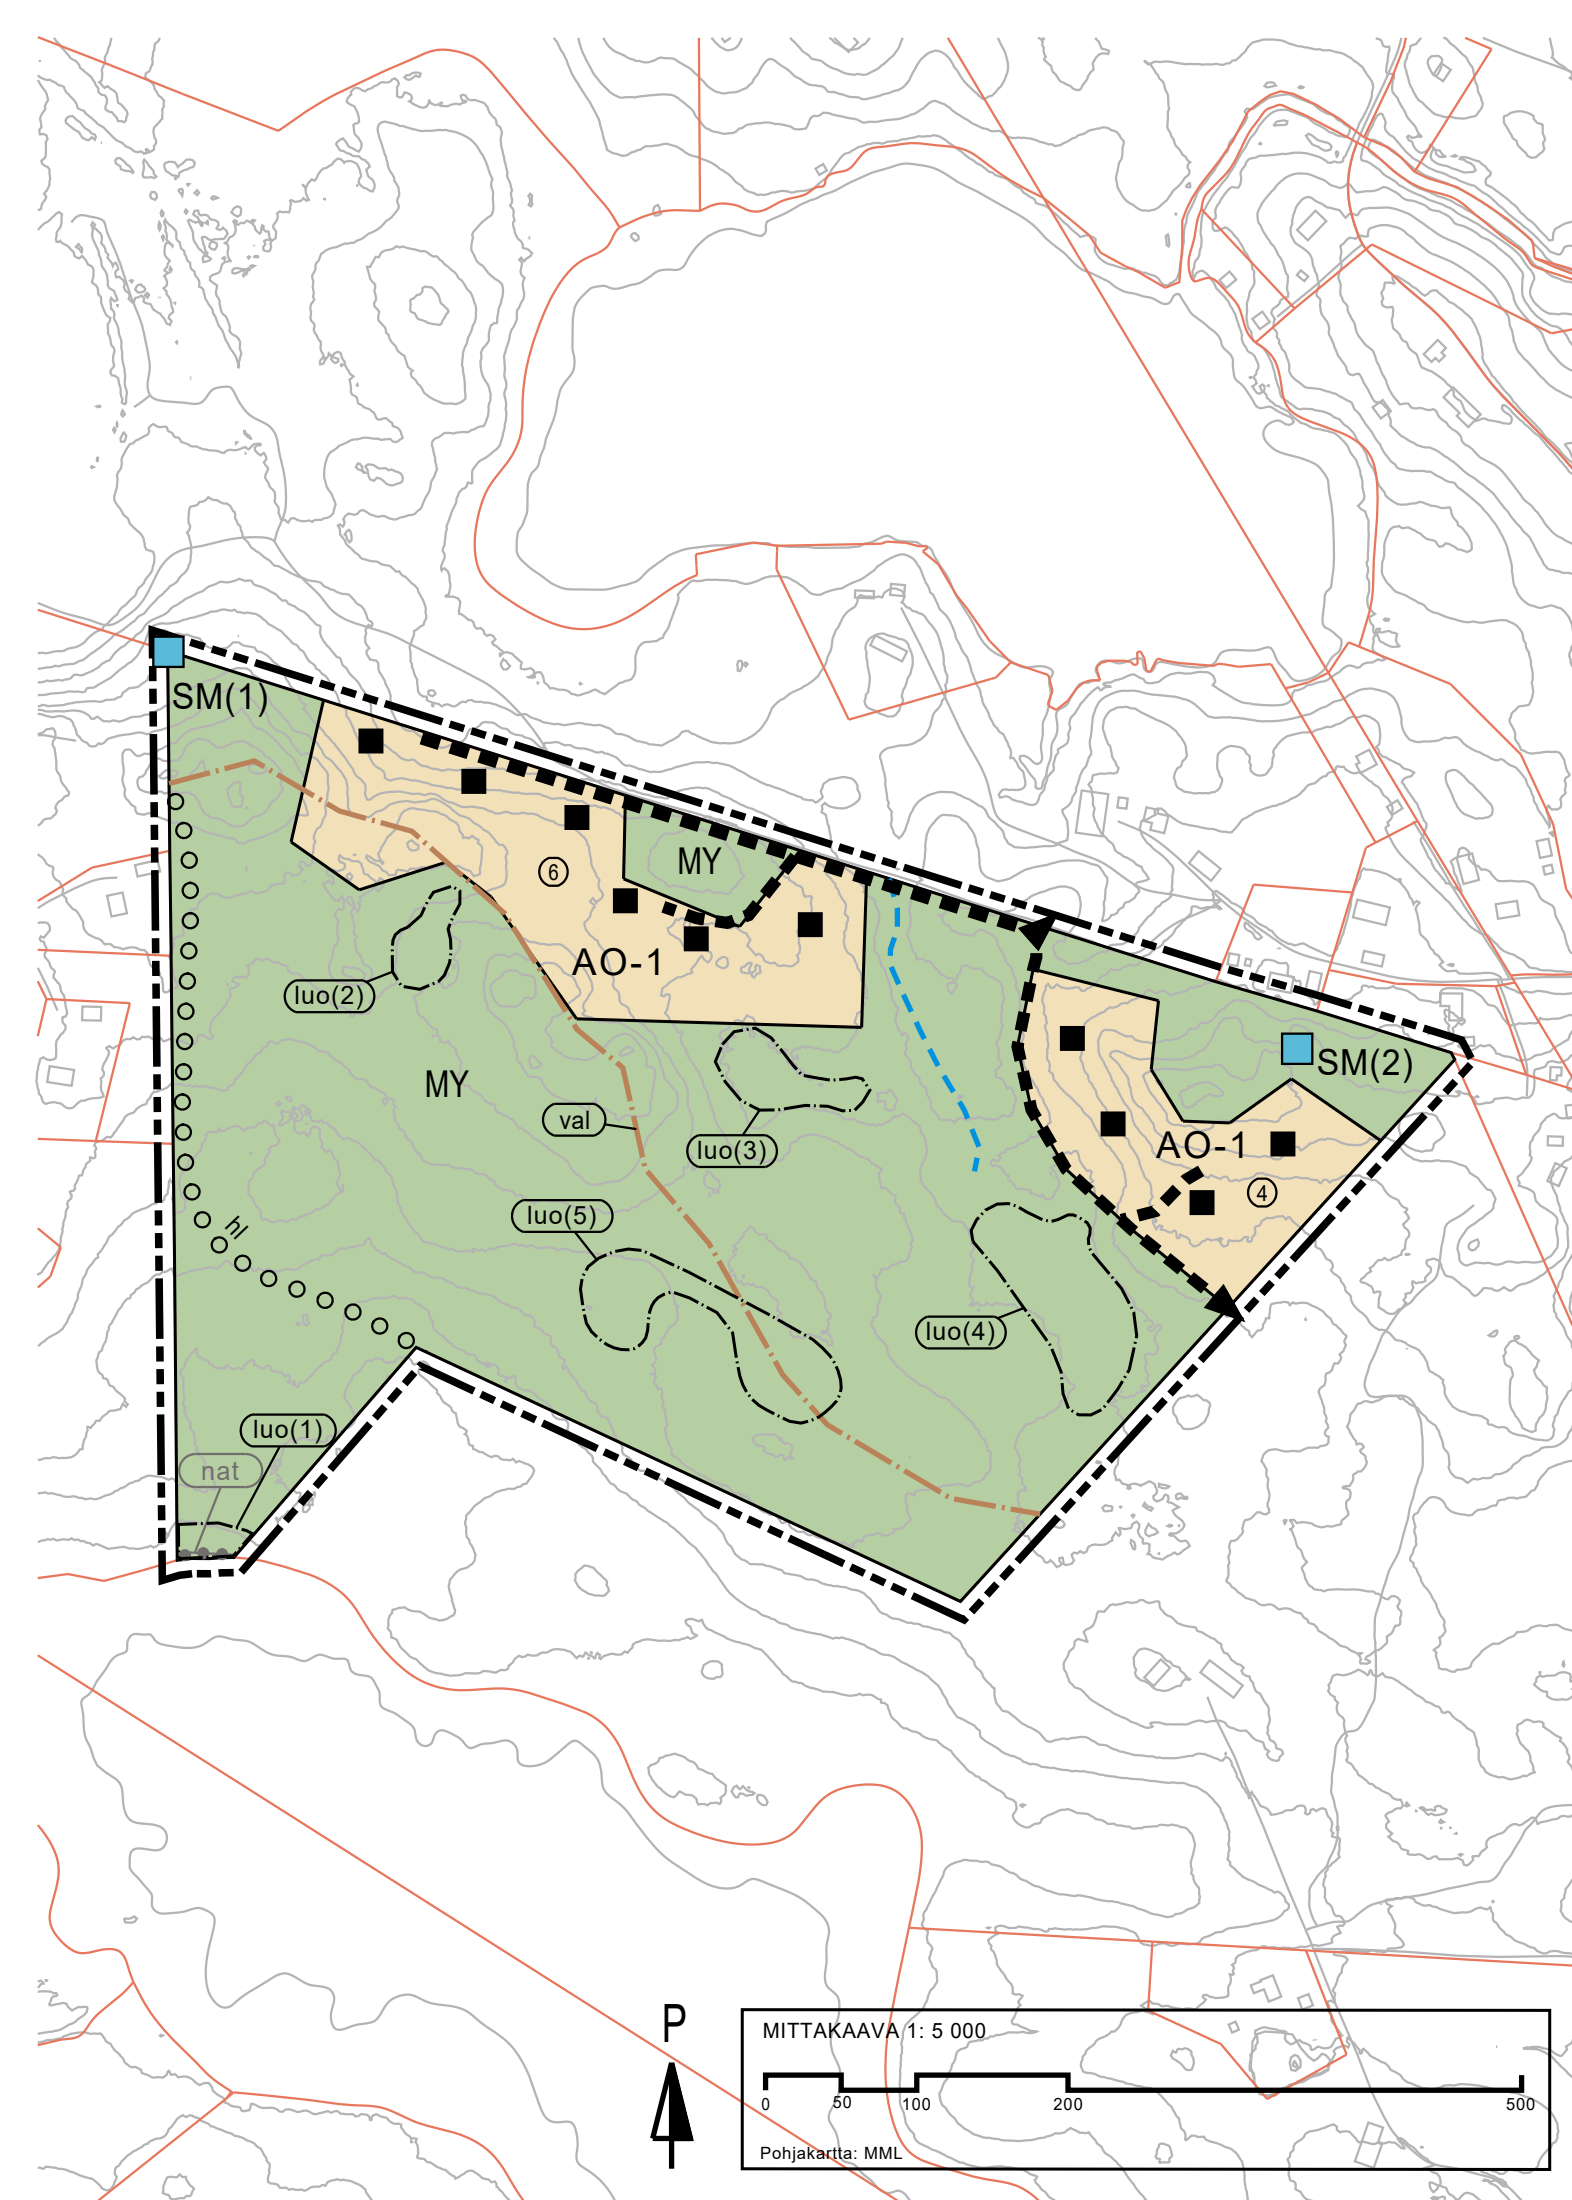 SM(1)
MY
6
AO-1
luo(2)
SM(2)
MY
val
luo(3)
AO-1
4
luo(5)
hl
luo(4)
luo(1)
nat
P
MITTAKAAVA 1: 5 000
0 50 100 200 500
Pohjakartta: MML